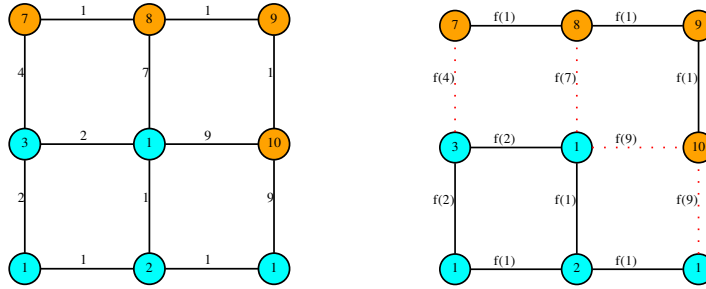 7 1 8 1 9
4 7 1
3 2 1 9 10
2 1 9
1 1 2 1 1
7 f(1) 8 f(1) 9
f(4) f(7) f(1)
3 f(2) 1 f(9) 10
f(2) f(1) f(9)
1 f(1) 2 f(1) 1